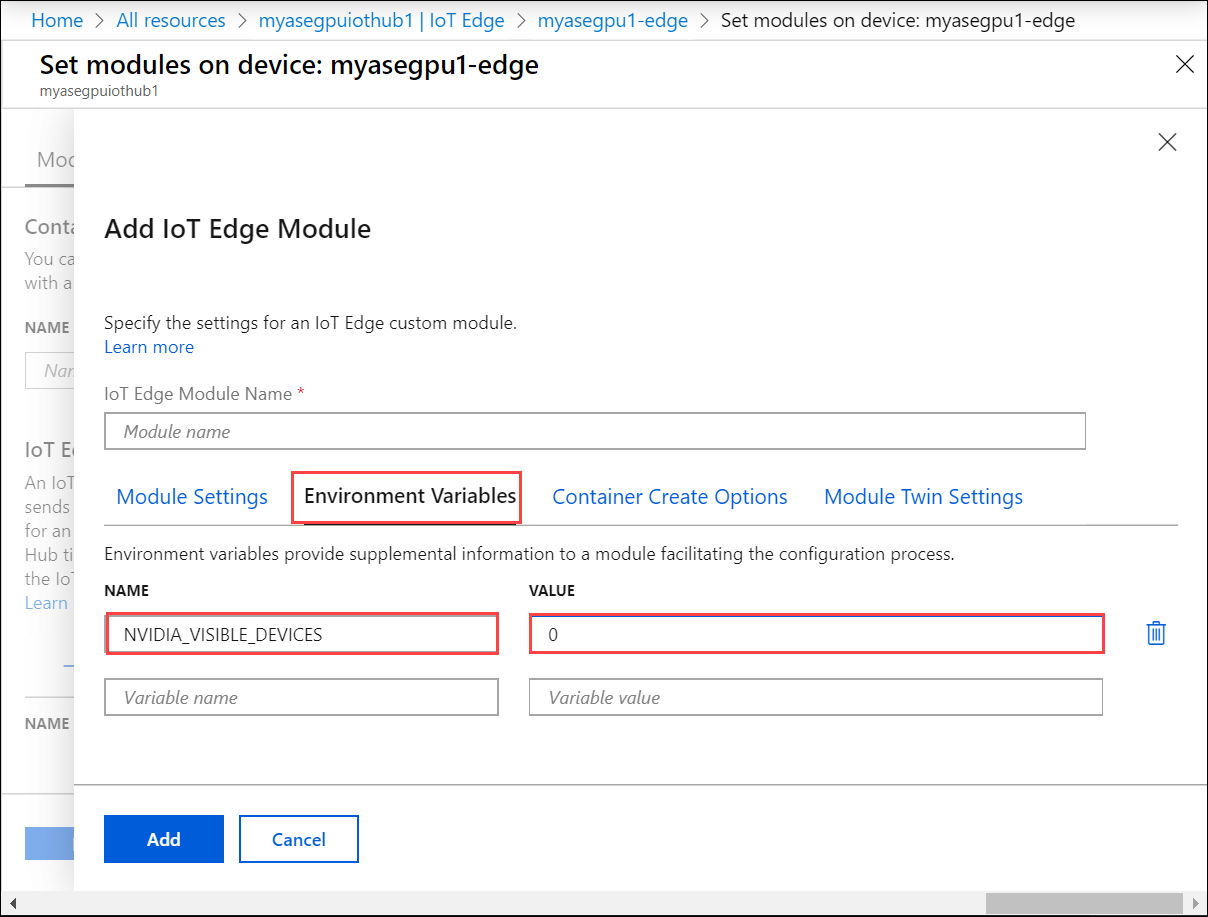 Home > All resources > myasegpuiothub1 | IoT Edge > myasegpu1-edge > Set modules on device: myasegpu1-edge
Set modules on device: myasegpu1-edge
myasegpuiothub1
Add IoT Edge Module
Specify the settings for an IoT Edge custom module.
Learn more
IoT Edge Module Name *
Module name
Module Settings Environment Variables Container Create Options Module Twin Settings
Environment variables provide supplemental information to a module facilitating the configuration process.
NAME VALUE
NVIDIA_VISIBLE_DEVICES 0
Variable name Variable value
Add Cancel
You ca
with a
NAME
An IoT
sends
for an
Hub ti
the IoT
Learn
NAME